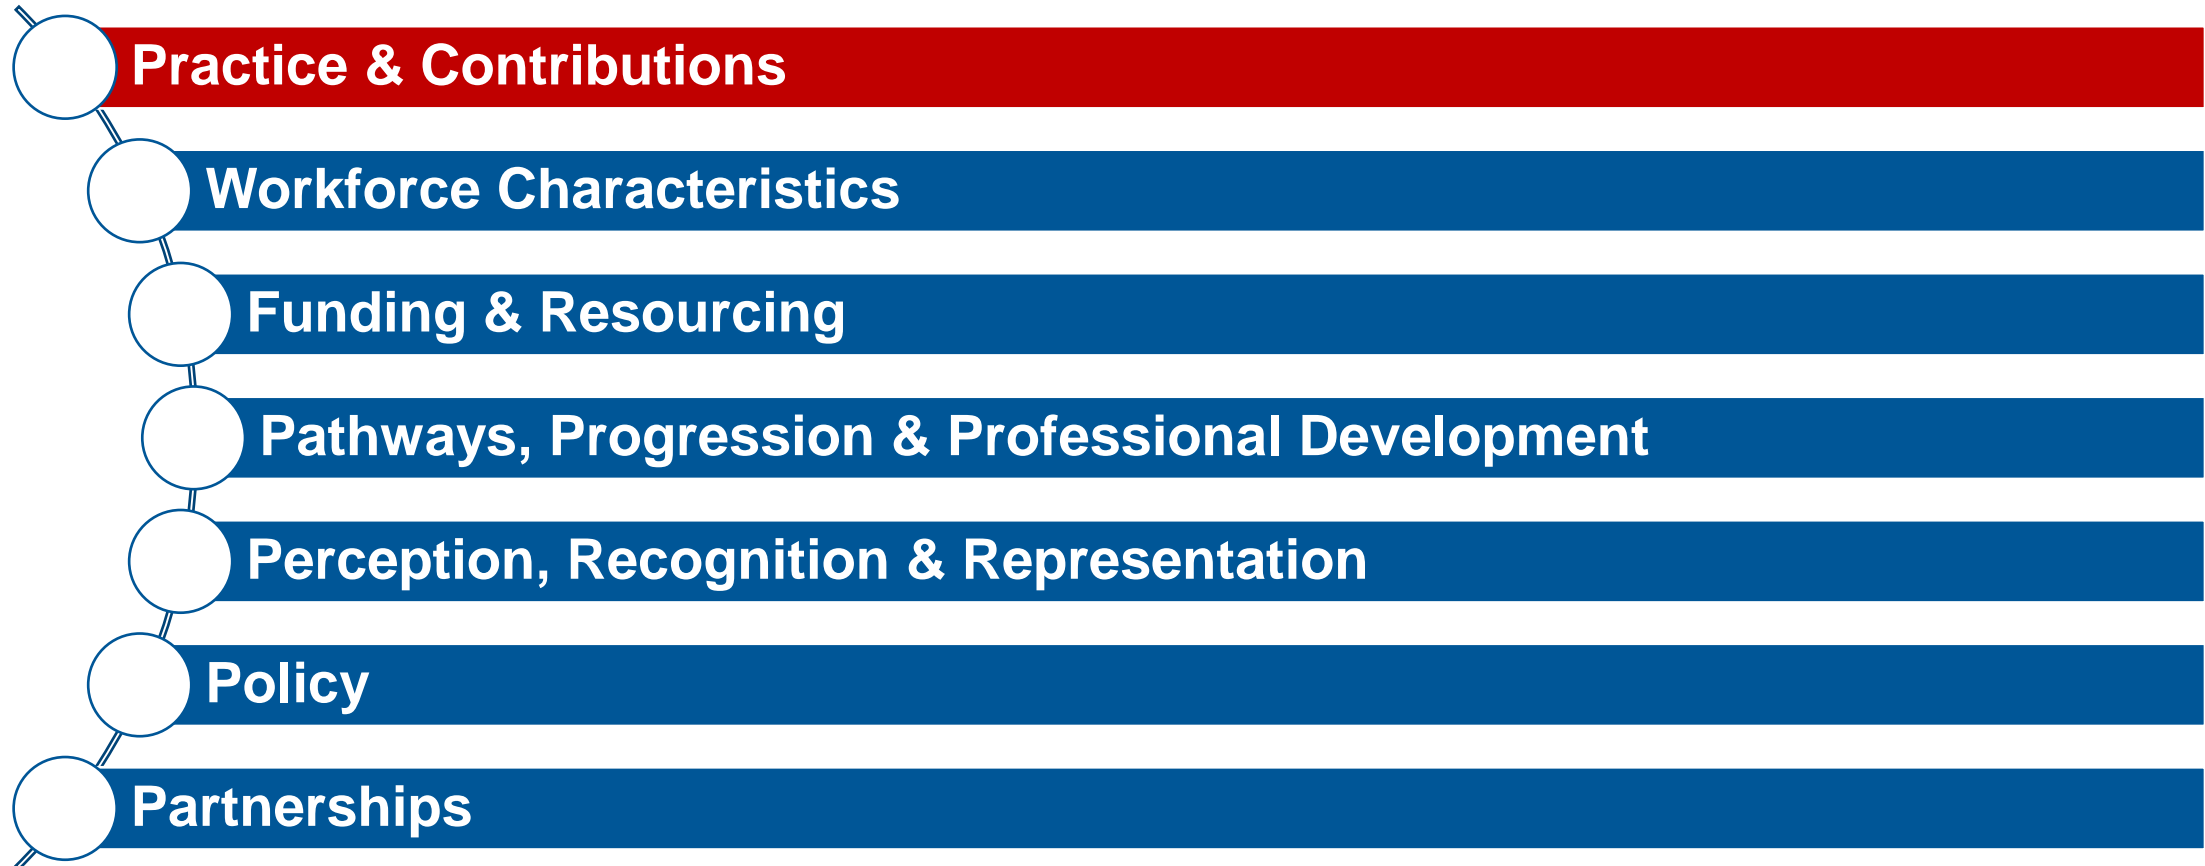 Practice & Contributions
Workforce Characteristics
Funding & Resourcing
Pathways, Progression & Professional Development
Perception, Recognition & Representation
Policy
Partnerships